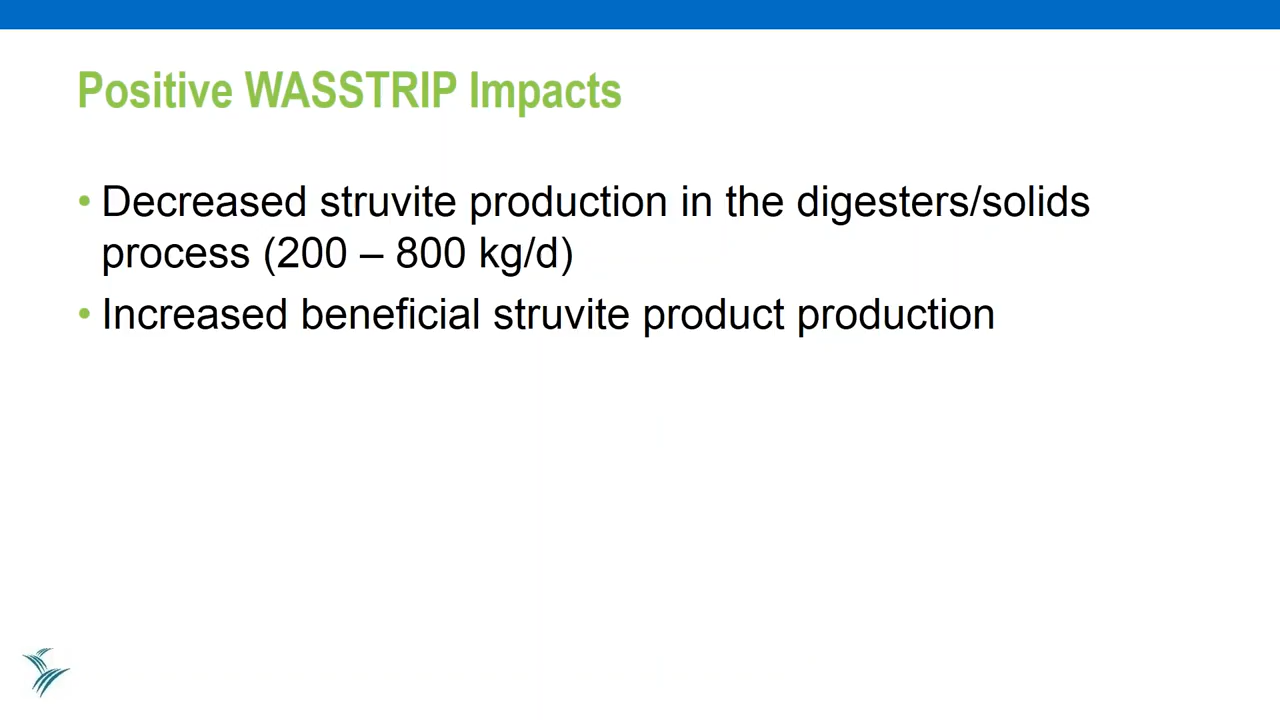 Positive WASSTRIP Impacts
• Decreased struvite production in the digesters/solids
process (200 – 800 kg/d)
• Increased beneficial struvite product production